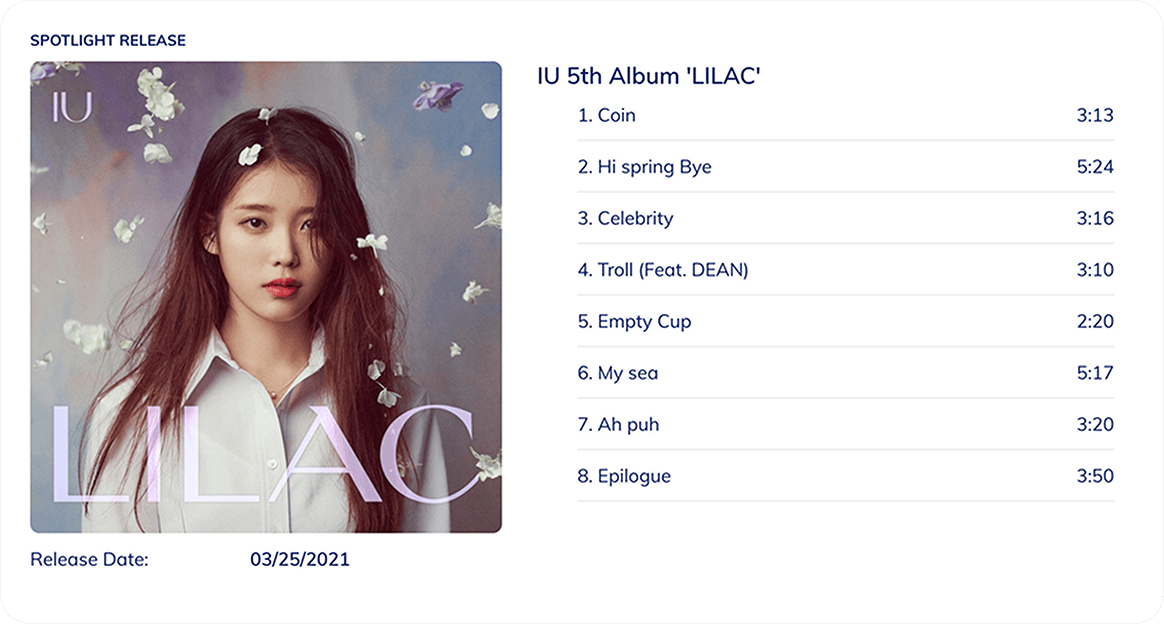 SPOTLIGHT RELEASE
IU
LILAC
Release Date: 03/25/2021
IU 5th Album 'LILAC'
1. Coin 3:13
2. Hi spring Bye 5:24
3. Celebrity 3:16
4. Troll (Feat. DEAN) 3:10
5. Empty Cup 2:20
6. My sea 5:17
7. Ah puh 3:20
8. Epilogue 3:50